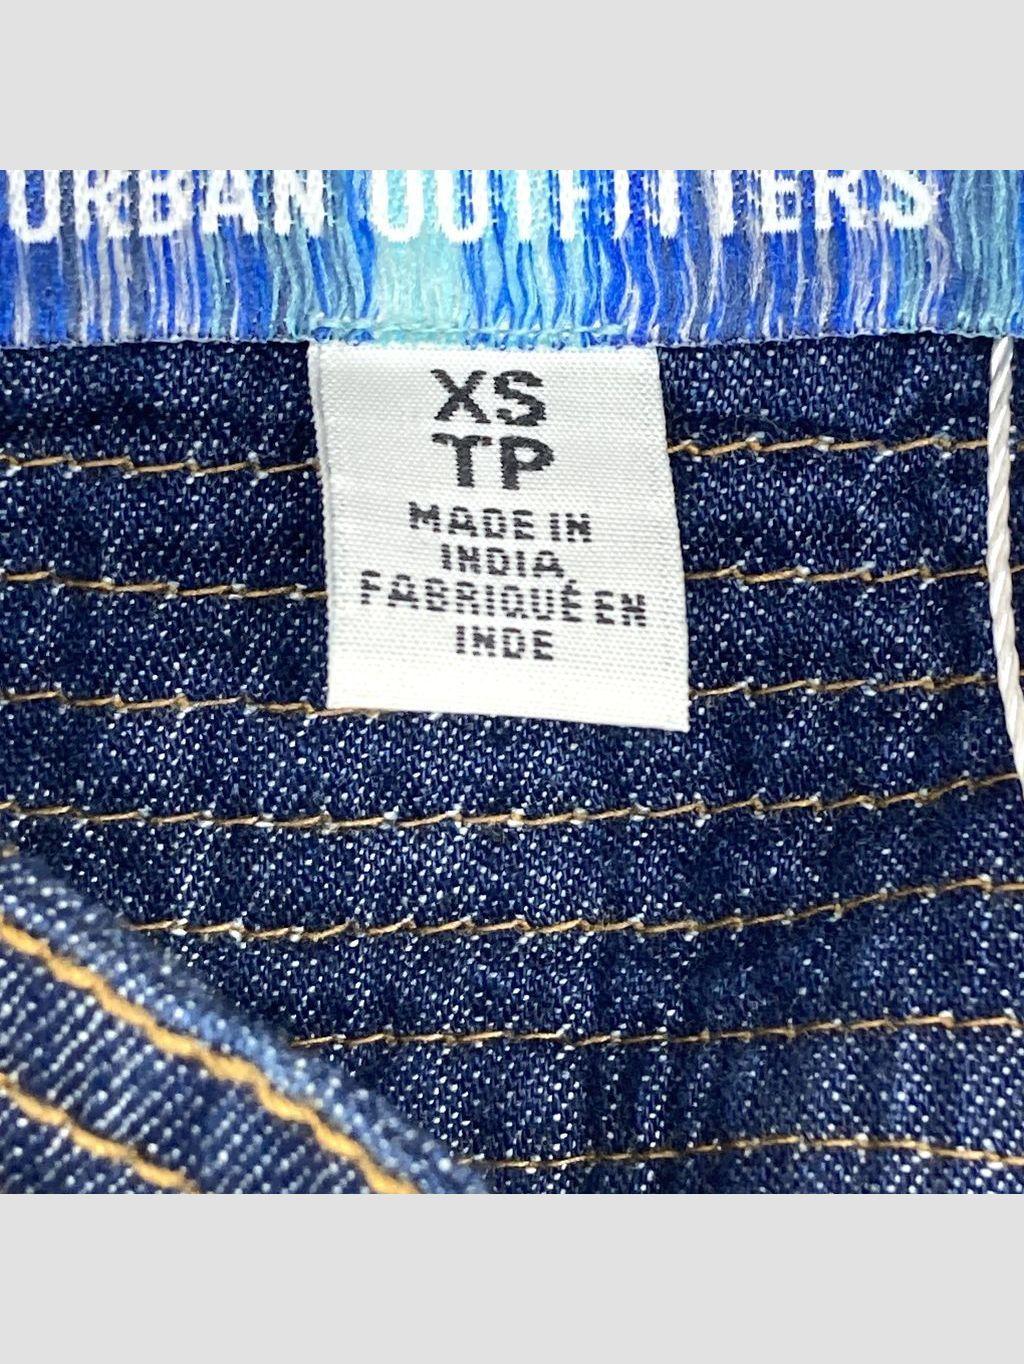 URBAN OUTFITTERS
XS
TP
MADE IN
INDIA
FABRIQUÉ EN
INDE